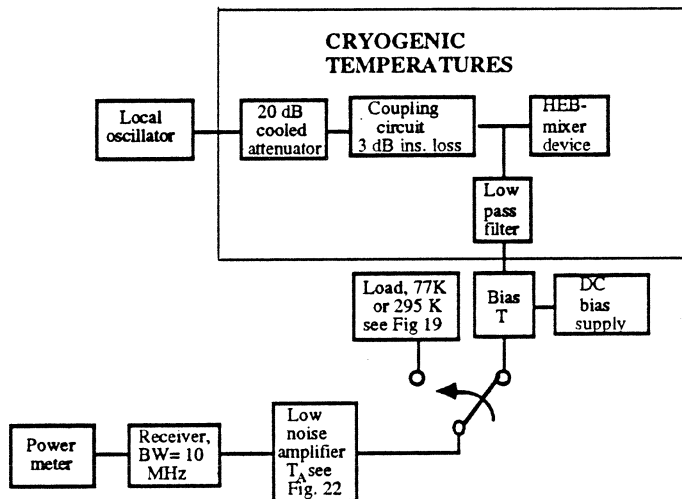 CRYOGENIC
TEMPERATURES
Local
oscillator
20 dB
cooled
attenuator
Coupling
circuit
3 dB ins. loss
HEB-
mixer
device
Low
pass
filter
Load, 77K
or 295 K
see Fig 19
Bias
T
DC
bias
supply
Power
meter
Receiver,
BW= 10
MHz
Low
noise
amplifier
TA see
Fig. 22